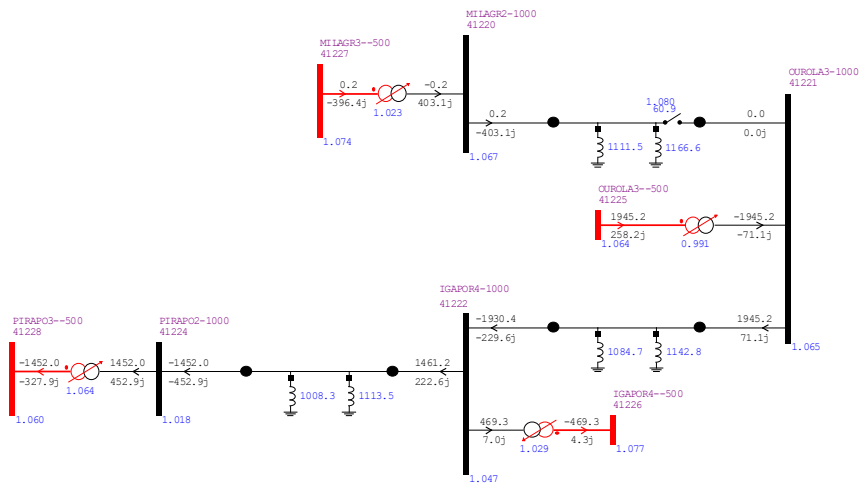 MILAGR2-1000
41220
MILAGR3--500
41227
0.2
-396.4j
1.023
-0.2
403.1j
1.074
0.2
-403.1j
1.067
1.080
60.9
0.0
0.0j
1111.5
1166.6
OUROLA3-1000
41221
OUROLA3--500
41225
1945.2
258.2j
1.064
0.991
-1945.2
-71.1j
IGAPOR4-1000
41222
-1930.4
-229.6j
1945.2
71.1j
1.065
1084.7
1142.8
PIRAPO3--500
41228
PIRAPO2-1000
41224
-1452.0
-327.9j
1.064
1452.0
452.9j
-1452.0
-452.9j
1461.2
222.6j
1008.3
1113.5
1.060
1.018
IGAPOR4--500
41226
469.3
7.0j
1.029
-469.3
4.3j
1.077
1.047